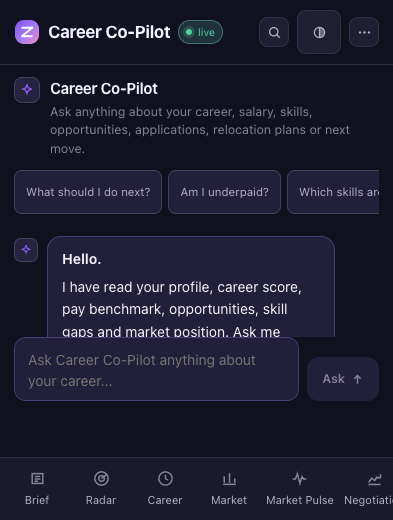 Career Co-Pilot
live
Career Co-Pilot
Ask anything about your career, salary, skills,
opportunities, applications, relocation plans or next
move.
What should I do next?
Am I underpaid?
Which skills are
Hello.
I have read your profile, career score,
pay benchmark, opportunities, skill
gaps and market position. Ask me
Ask Career Co-Pilot anything about
your career...
Ask ↑
Brief
Radar
Career
Market
Market Pulse
Negotiati